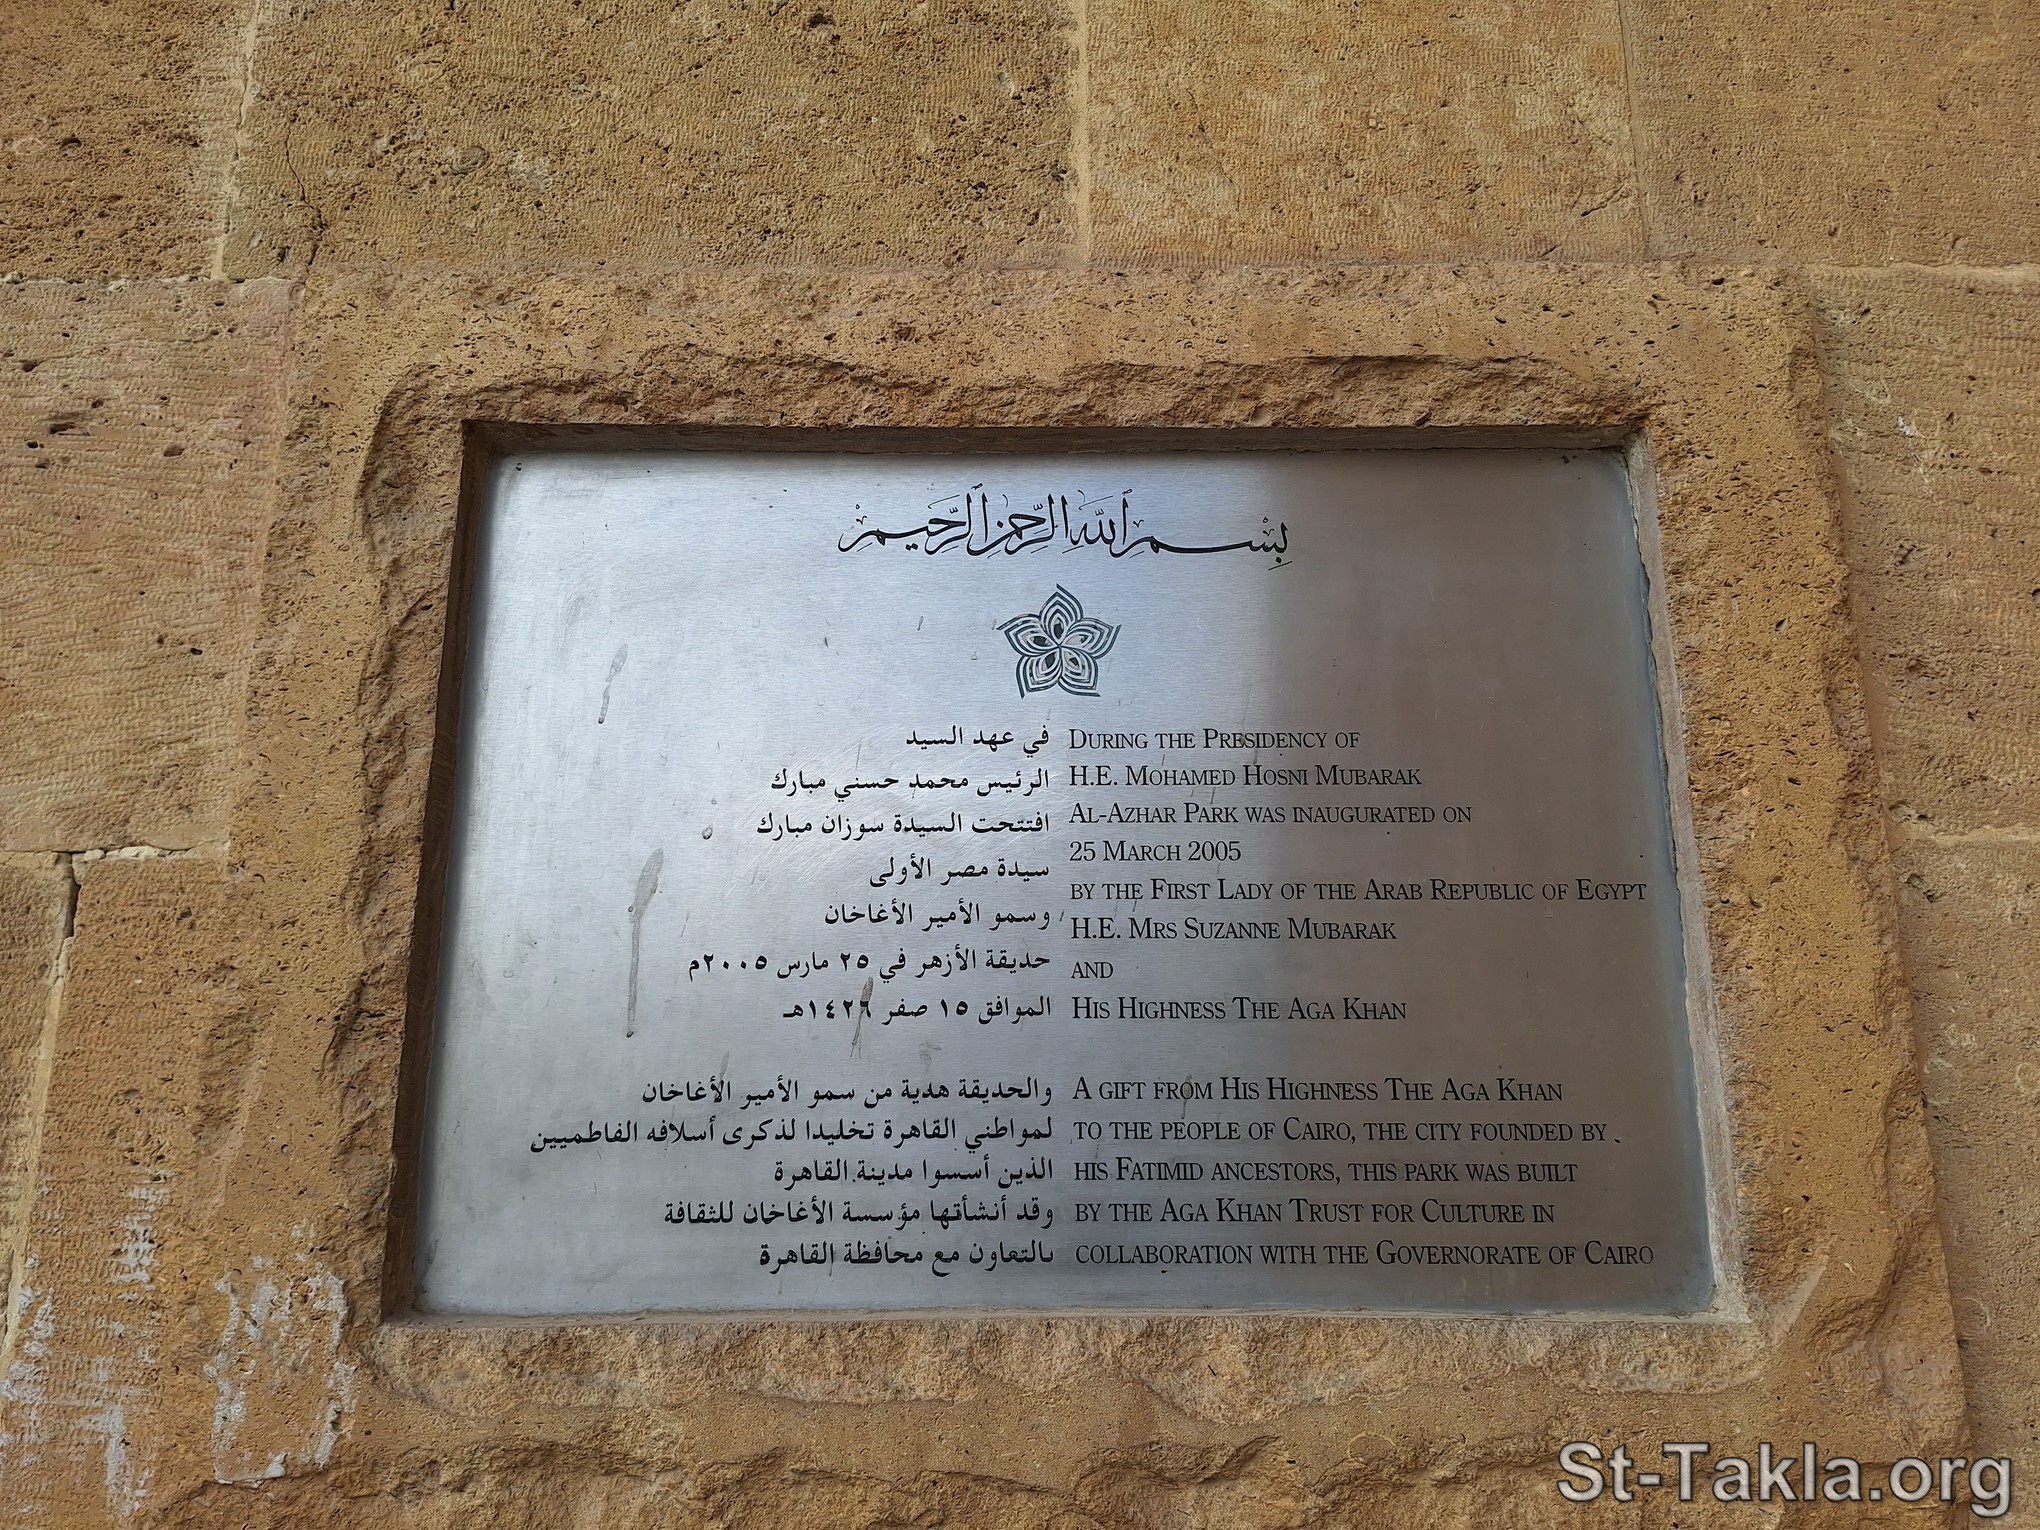 بِسْمِ ٱللَّهِ ٱلرَّحْمَٰنِ ٱلرَّحِيمِ
في عهد السيد
الرئيس محمد حسني مبارك
افتتحت السيدة سوزان مبارك
سيدة مصر الأولى
وسمو الأمير الأغاخان
حديقة الأزهر في ٢٥ مارس ٢٠٠٥م
الموافق ١٥ صفر ١٤٢٦هـ
والحديقة هدية من سمو الأمير الأغاخان
لمواطني القاهرة تخليدا لذكرى أسلافه الفاطميين
الذين أسسوا مدينة القاهرة
وقد أنشأتها مؤسسة الأغاخان للثقافة
بالتعاون مع محافظة القاهرة
During the Presidency of
H.E. Mohamed Hosni Mubarak
Al-Azhar Park was inaugurated on
25 March 2005
by the First Lady of the Arab Republic of Egypt
H.E. Mrs Suzanne Mubarak
and
His Highness The Aga Khan
A gift from His Highness The Aga Khan
to the people of Cairo, the city founded by
his Fatimid ancestors, this park was built
by the Aga Khan Trust for Culture in
collaboration with the Governorate of Cairo
St-Takla.org